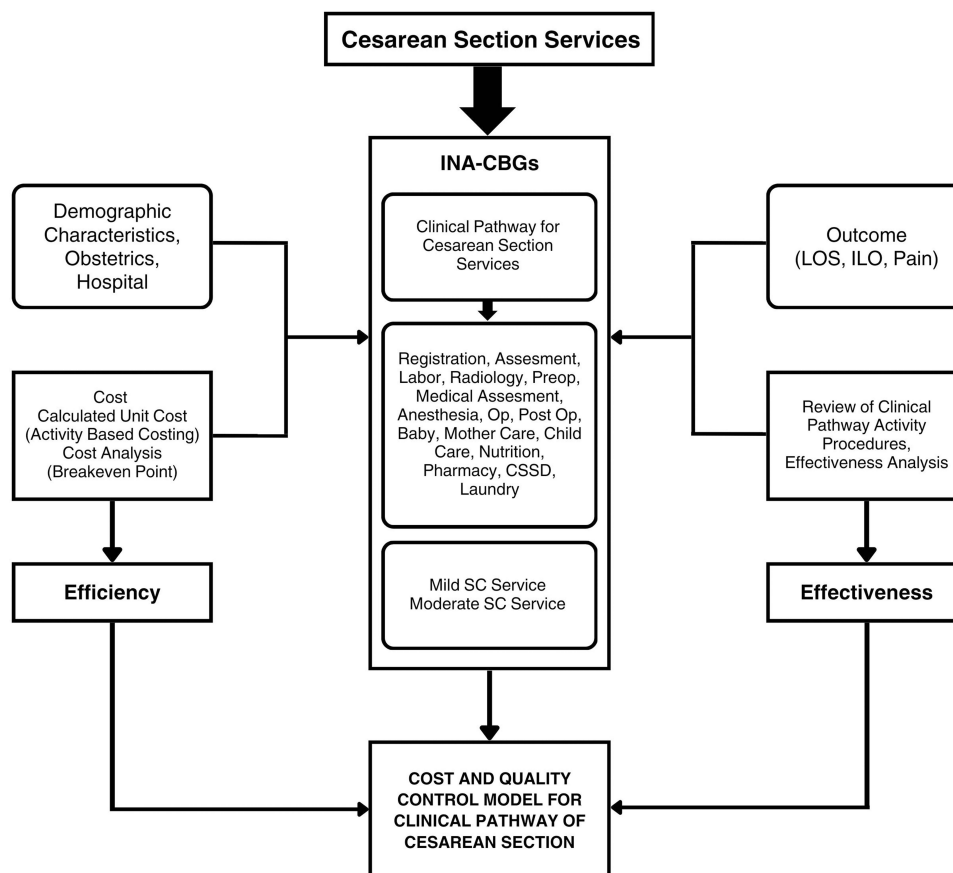 Cesarean Section Services
INA-CBGs
Clinical Pathway for
Cesarean Section
Services
Demographic
Characteristics,
Obstetrics,
Hospital
Outcome
(LOS, ILO, Pain)
Registration, Assesment,
Labor, Radiology, Preop,
Medical Assesment,
Anesthesia, Op, Post Op,
Baby, Mother Care, Child
Care, Nutrition,
Pharmacy, CSSD,
Laundry
Cost
Calculated Unit Cost
(Activity Based Costing)
Cost Analysis
(Breakeven Point)
Review of Clinical
Pathway Activity
Procedures,
Effectiveness Analysis
Mild SC Service
Moderate SC Service
Efficiency
Effectiveness
COST AND QUALITY
CONTROL MODEL FOR
CLINICAL PATHWAY OF
CESAREAN SECTION